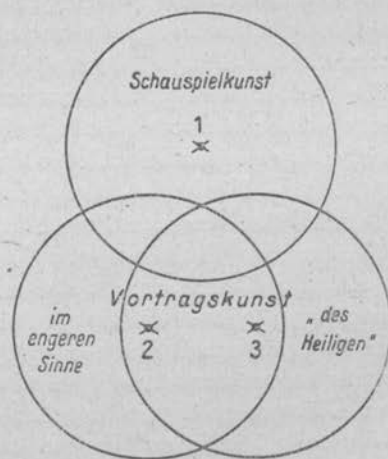 Schauspielkunst
1
Vortragskunst
im
engeren
Sinne
2
3
„des
Heiligen"